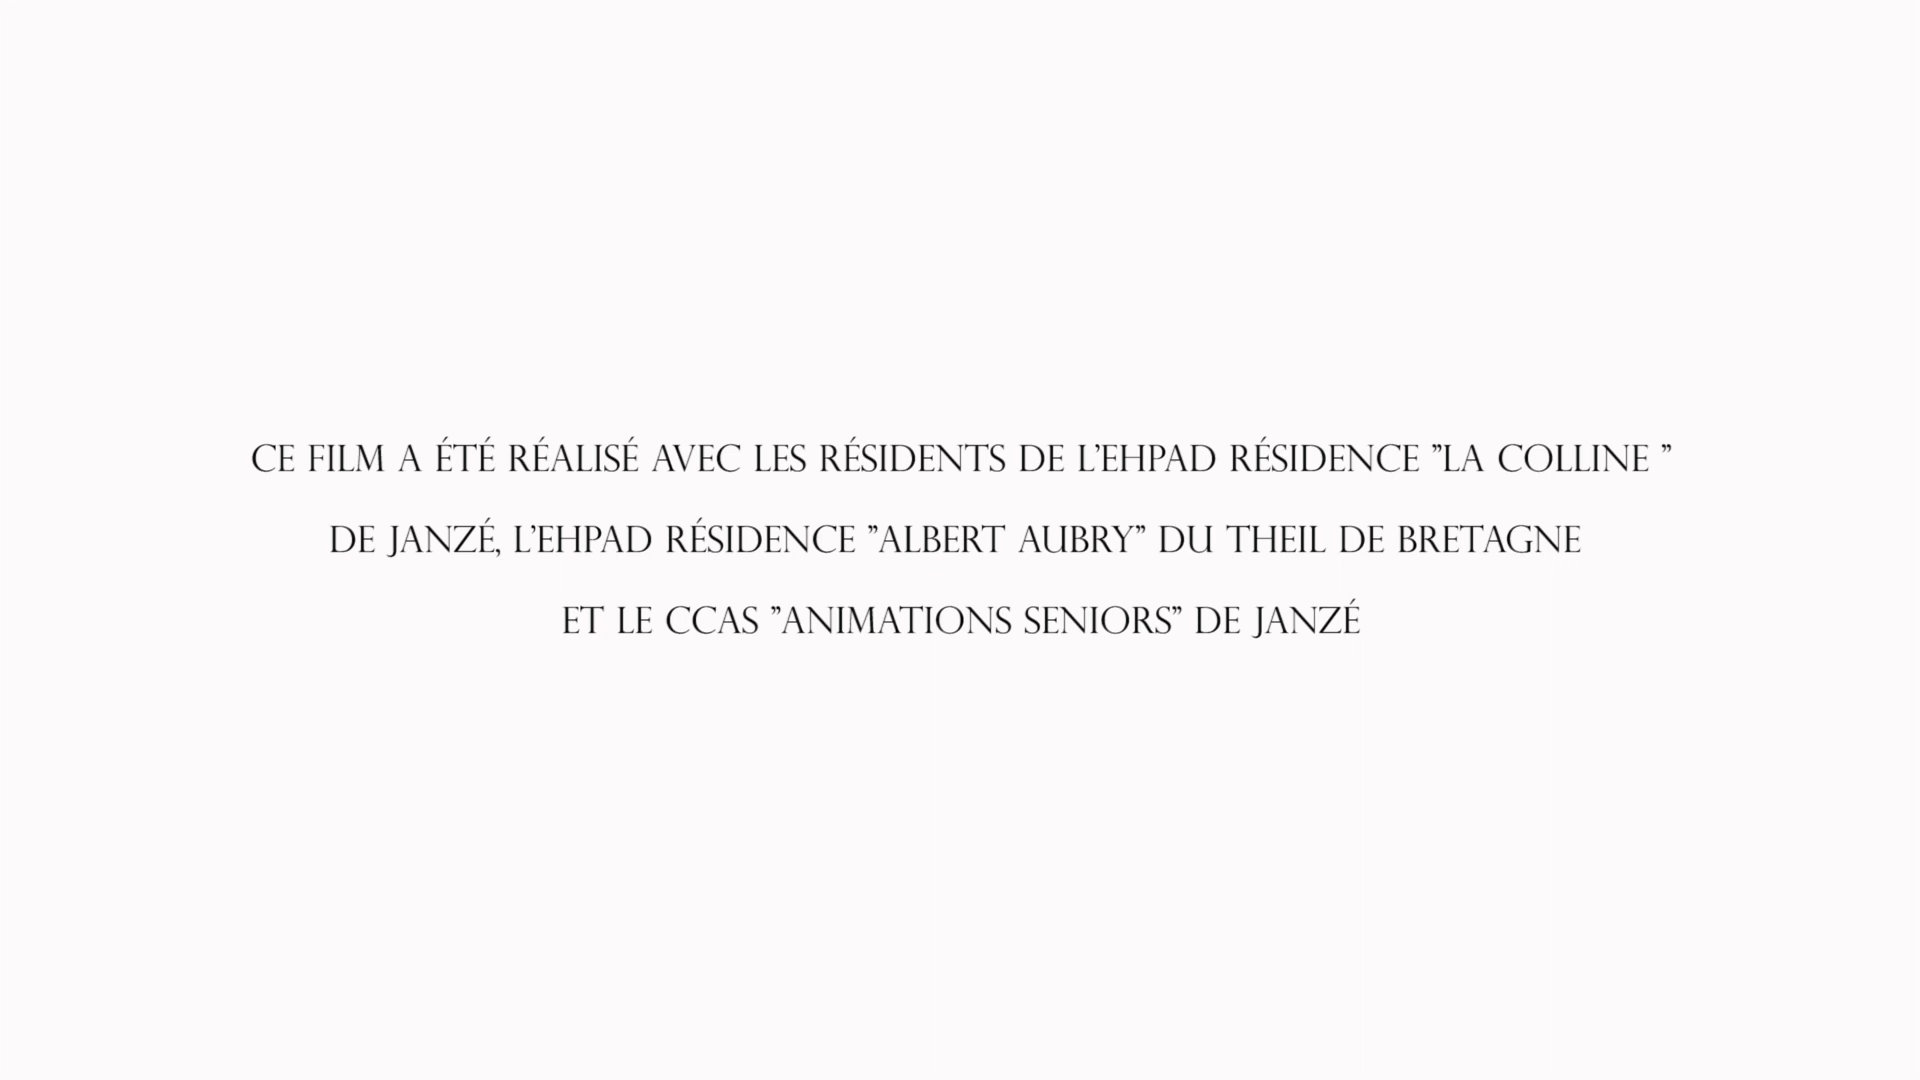 CE FILM A ÉTÉ RÉALISÉ AVEC LES RÉSIDENTS DE L’EHPAD RÉSIDENCE ”LA COLLINE ”
DE JANZÉ, L’EHPAD RÉSIDENCE ”ALBERT AUBRY” DU THEIL DE BRETAGNE
ET LE CCAS ”ANIMATIONS SENIORS” DE JANZÉ